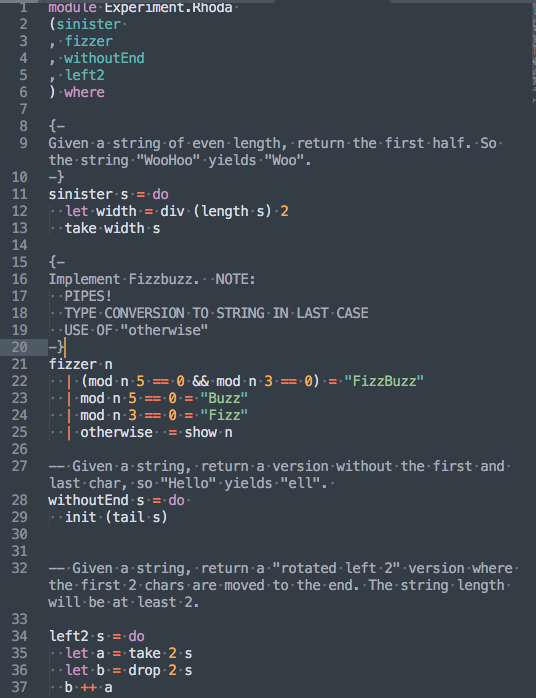 1 module Experiment.Rhoda
2 (sinister
3 , fizzer
4 , withoutEnd
5 , left2
6 ) where
7
8 {-
9 Given a string of even length, return the first half. So
the string "WooHoo" yields "Woo".
10 -}
11 sinister s = do
12   let width = div (length s) 2
13   take width s
14
15 {-
16 Implement Fizzbuzz.  NOTE:
17   PIPES!
18   TYPE CONVERSION TO STRING IN LAST CASE
19   USE OF "otherwise"
20 -}
21 fizzer n
22   | (mod n 5 == 0 && mod n 3 == 0) = "FizzBuzz"
23   | mod n 5 == 0 = "Buzz"
24   | mod n 3 == 0 = "Fizz"
25   | otherwise  = show n
26
27 -- Given a string, return a version without the first and
last char, so "Hello" yields "ell".
28 withoutEnd s = do
29   init (tail s)
30
31
32 -- Given a string, return a "rotated left 2" version where
the first 2 chars are moved to the end. The string length
will be at least 2.
33
34 left2 s = do
35   let a = take 2 s
36   let b = drop 2 s
37   b ++ a